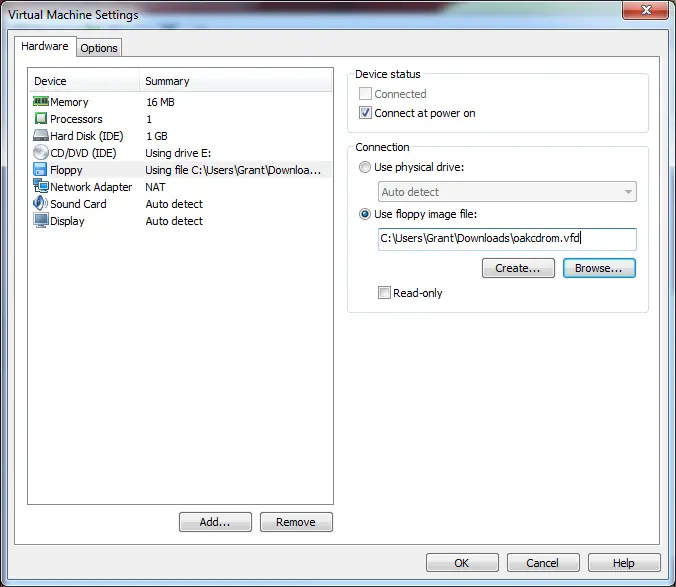 Virtual Machine Settings
Hardware
Options
Device Summary
Memory 16 MB
Processors 1
Hard Disk (IDE) 1 GB
CD/DVD (IDE) Using drive E:
Floppy Using file C:\Users\Grant\Downloa...
Network Adapter NAT
Sound Card Auto detect
Display Auto detect
Add... Remove
Device status
Connected
Connect at power on
Connection
Use physical drive:
Auto detect
Use floppy image file:
C:\Users\Grant\Downloads\oakcdrom.vfd
Create... Browse...
Read-only
OK Cancel Help